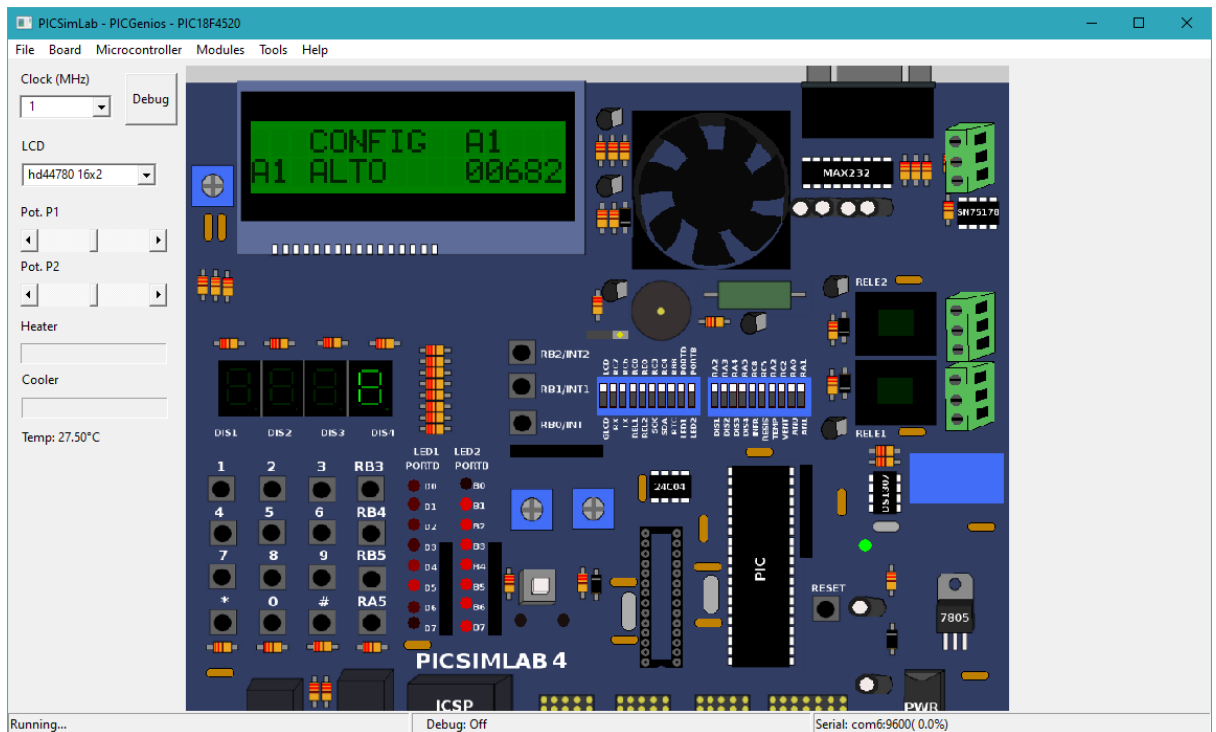 PICSimLab - PICGenios - PIC18F4520
File Board Microcontroller Modules Tools Help
Clock (MHz)
1
Debug
LCD
hd44780 16x2
Pot. P1
Pot. P2
Heater
Cooler
Temp: 27.50°C
CONFIG A1
A1 ALTO 00682
MAX232
SN75178
RELE2
RELE1
RB2/INT2
RB1/INT1
RB0/INT
DIS1 DIS2 DIS3 DIS4
LED1 LED2
PORTD PORTD
1 2 3 RB3
4 5 6 RB4
7 8 9 RB5
* 0 # RA5
24C04
DS1307
PIC
RESET
7805
PICSIMLAB 4
ICSP
PWR
Running...
Debug: Off
Serial: com6:9600( 0.0%)